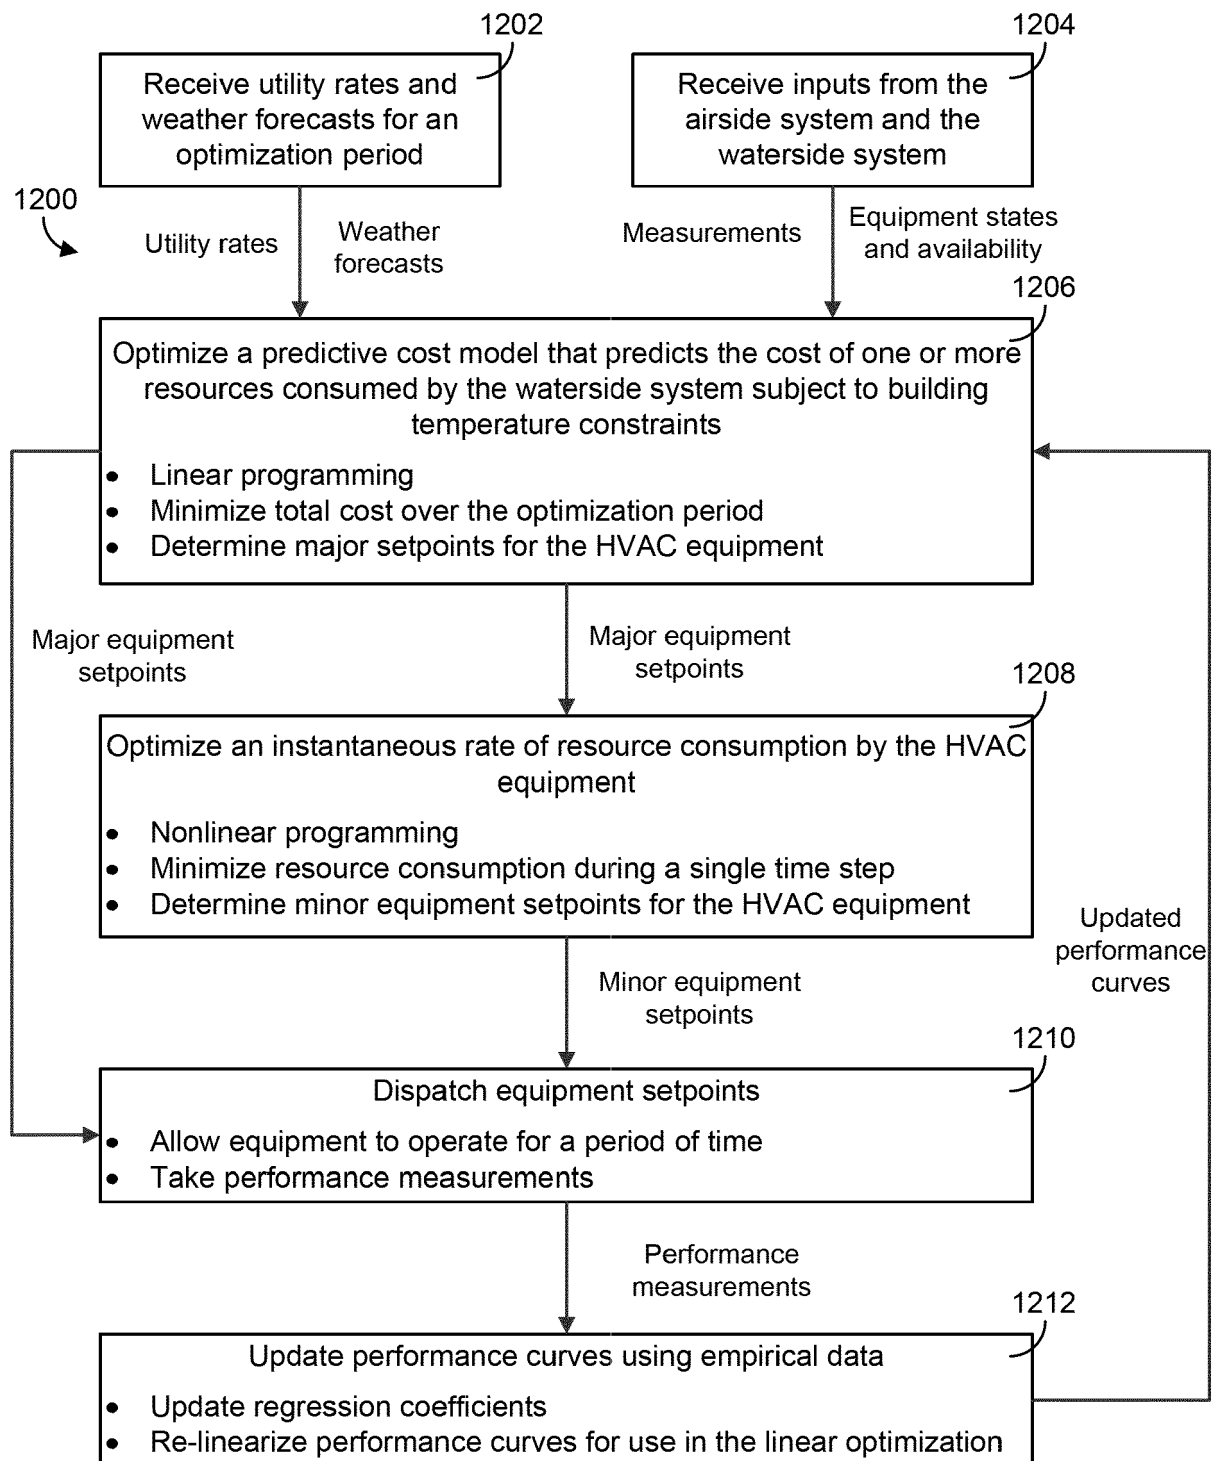 1202
Receive utility rates and
weather forecasts for an
optimization period
1204
Receive inputs from the
airside system and the
waterside system
1200
Utility rates
Weather
forecasts
Measurements
Equipment states
and availability
1206
Optimize a predictive cost model that predicts the cost of one or more
resources consumed by the waterside system subject to building
temperature constraints
• Linear programming
• Minimize total cost over the optimization period
• Determine major setpoints for the HVAC equipment
Major equipment
setpoints
Major equipment
setpoints
1208
Optimize an instantaneous rate of resource consumption by the HVAC
equipment
• Nonlinear programming
• Minimize resource consumption during a single time step
• Determine minor equipment setpoints for the HVAC equipment
Updated
performance
curves
Minor equipment
setpoints
1210
Dispatch equipment setpoints
• Allow equipment to operate for a period of time
• Take performance measurements
Performance
measurements
1212
Update performance curves using empirical data
• Update regression coefficients
• Re-linearize performance curves for use in the linear optimization